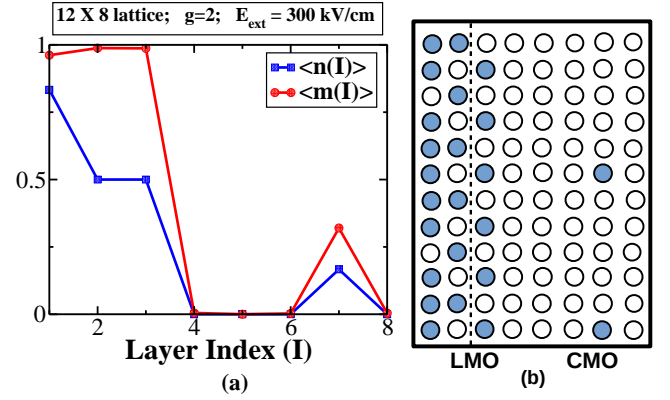 12 X 8 lattice; g=2; E_ext = 300 kV/cm
1
<n(I)>
<m(I)>
0.5
0
2
4
6
8
Layer Index (I)
(a)
LMO
CMO
(b)